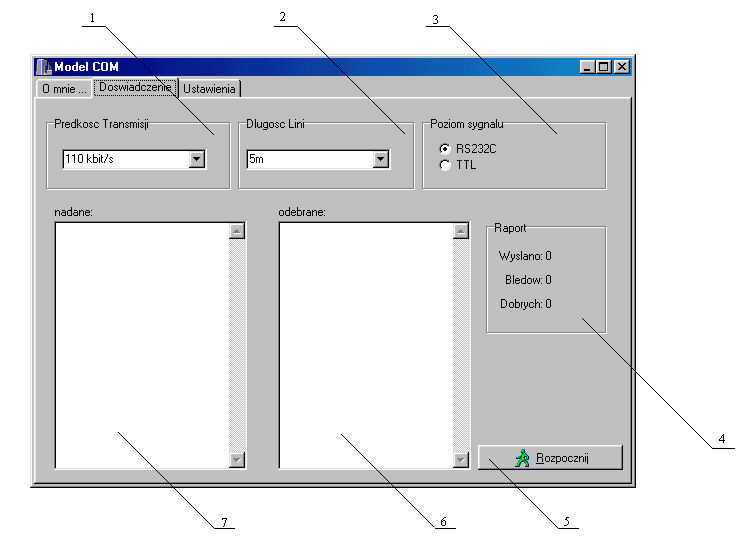 1 2 3
Model COM
O mnie ... Doswiadczenie Ustawienia
Predkosc Transmisji Dlugosc Lini Poziom sygnalu
110 kbit/s 5m RS232C
TTL
nadane: odebrane:
Raport
Wyslano: 0
Bledow: 0
Dobrych: 0
4
Rozpocznij
7 6 5